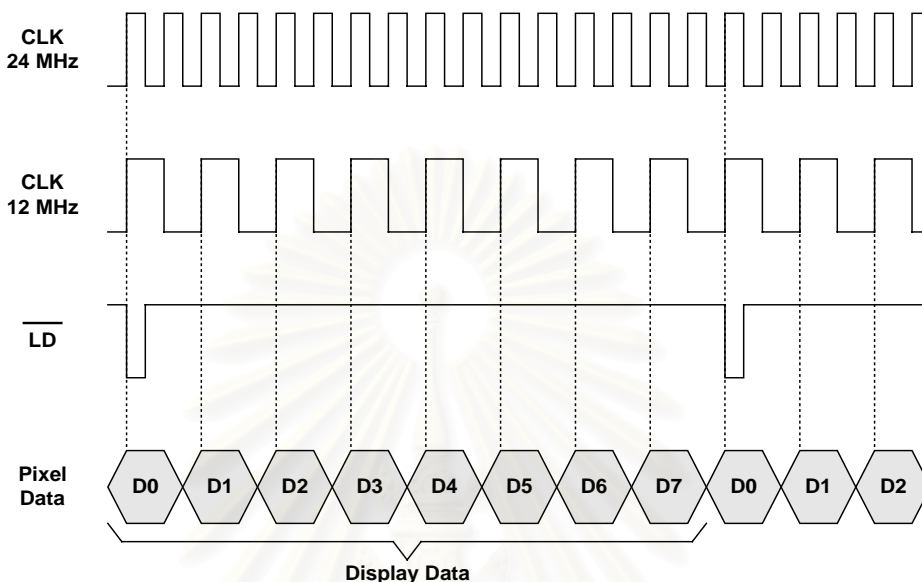 CLK
24 MHz
CLK
12 MHz
LD
Pixel
Data
D0 D1 D2 D3 D4 D5 D6 D7 D0 D1 D2
Display Data